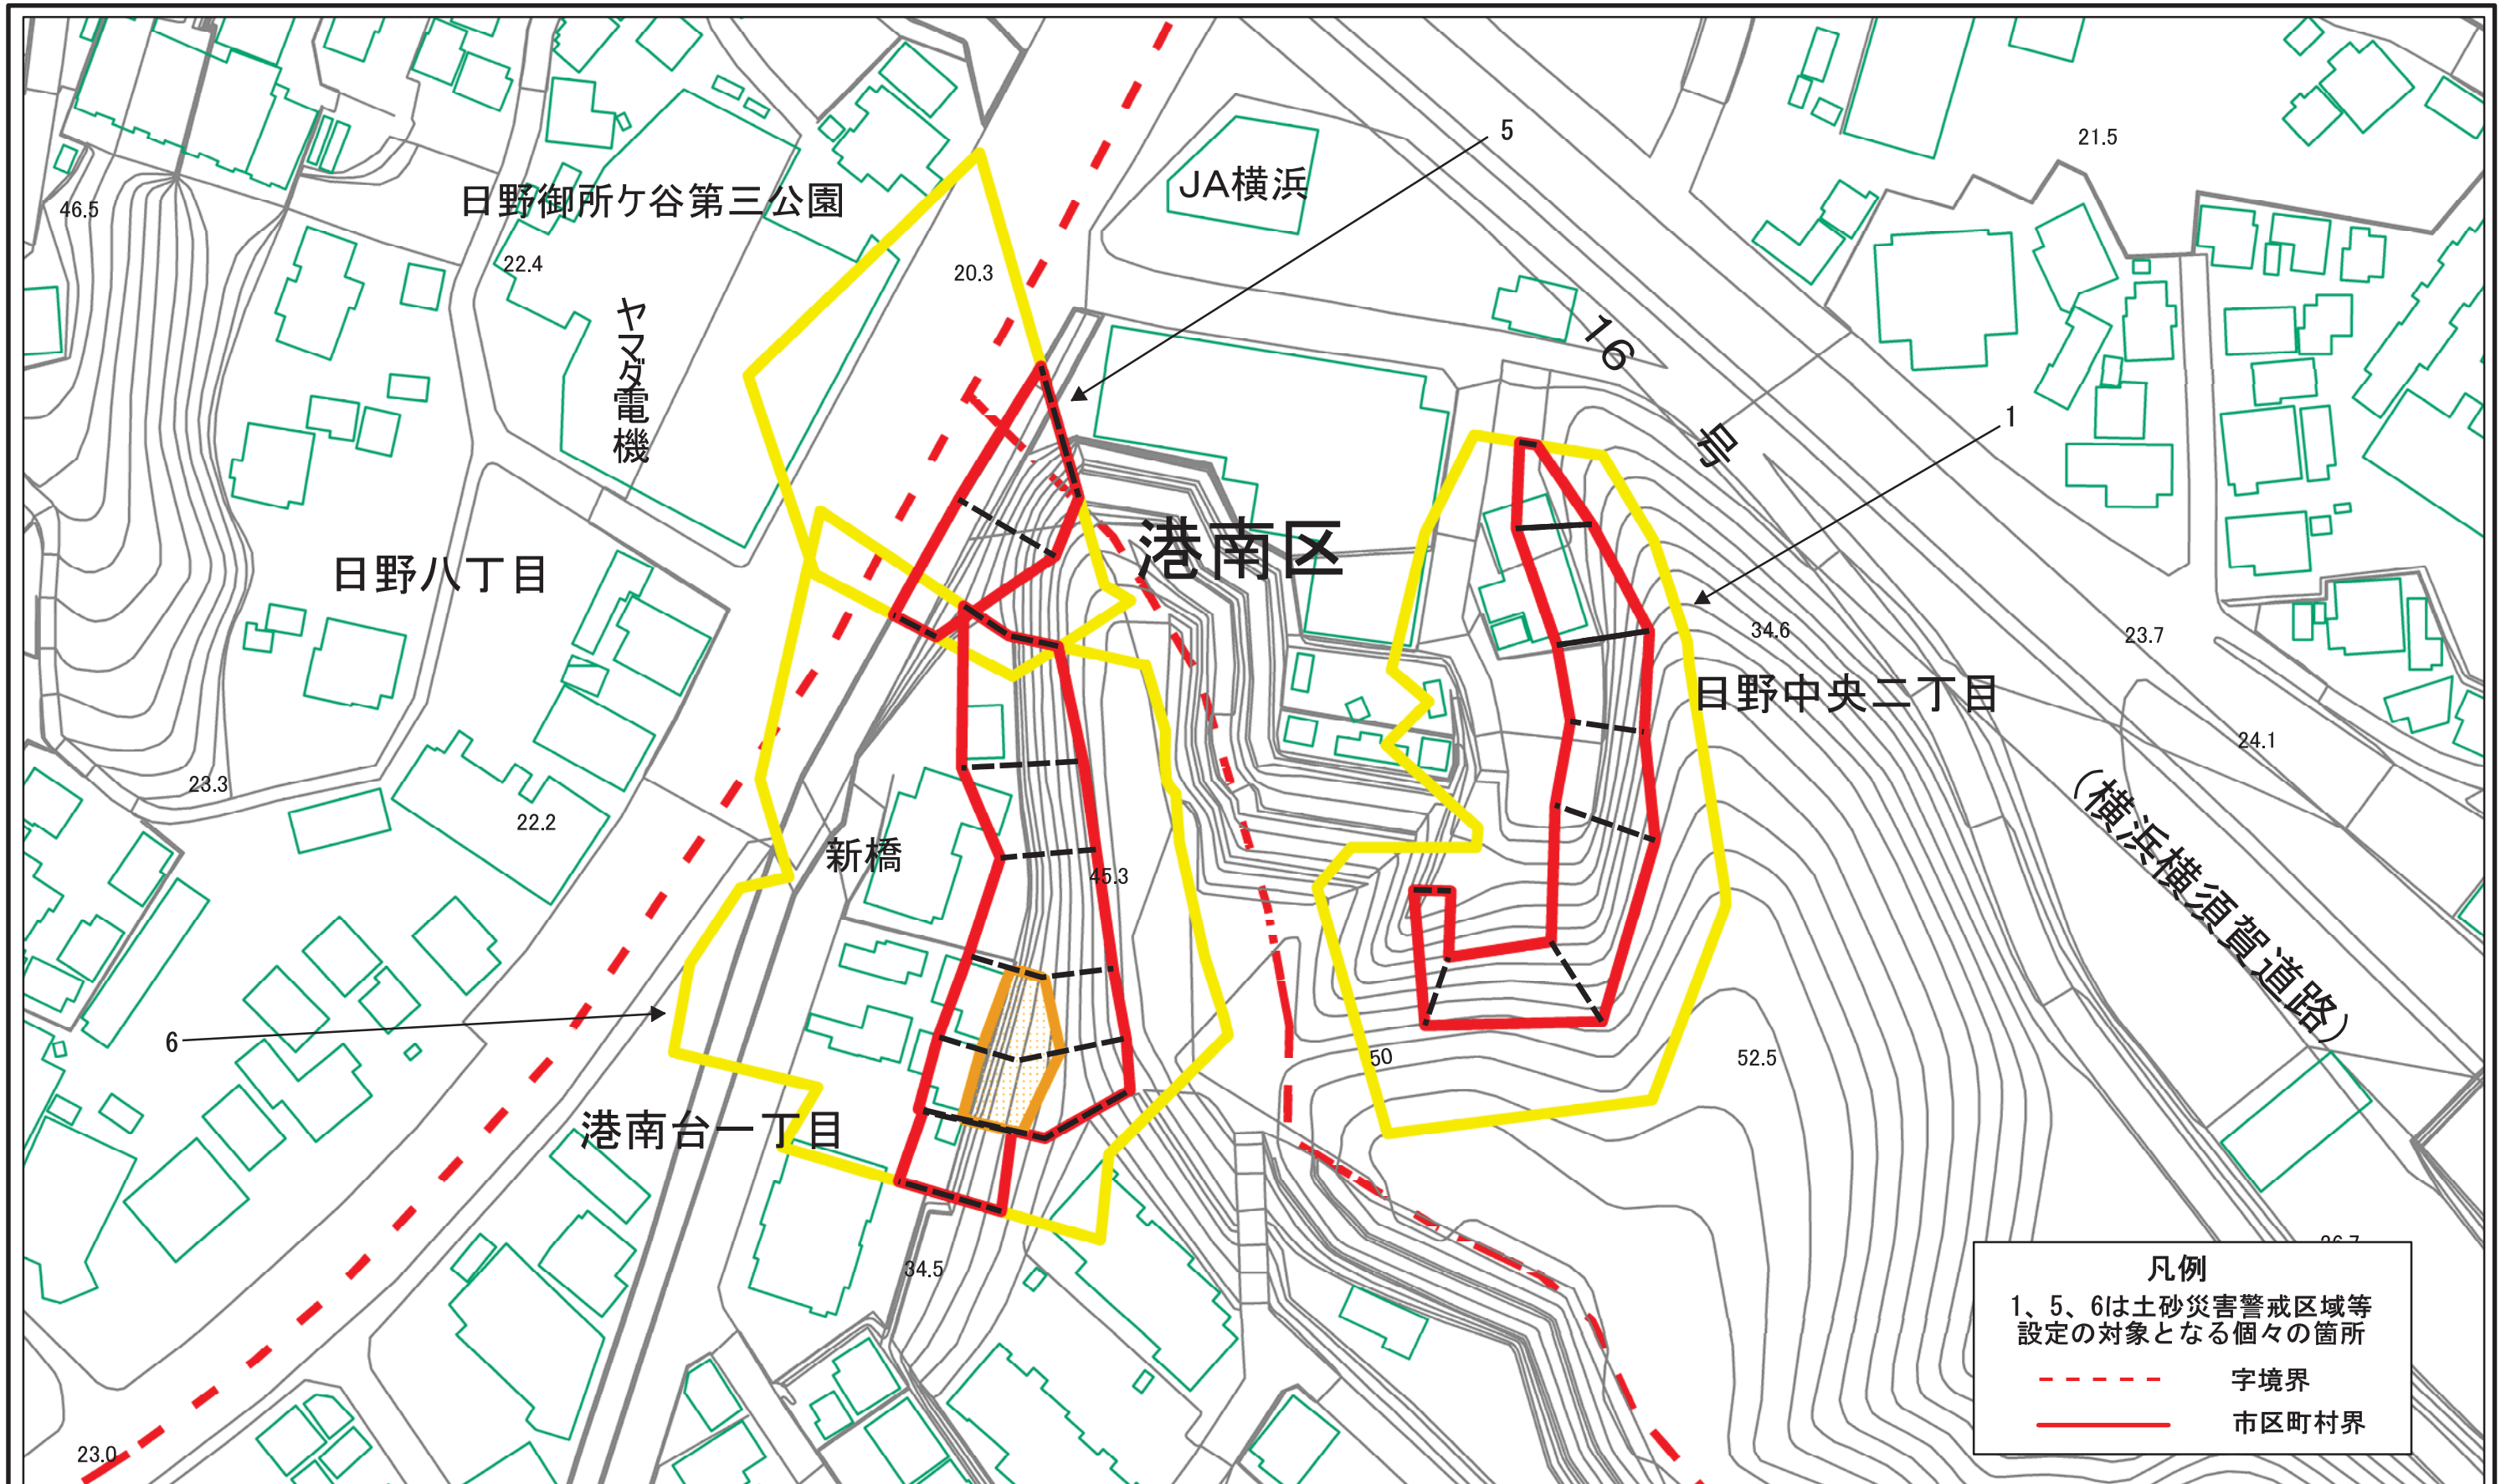 21.5
5
JA横浜
日野御所ケ谷第三公園
46.5
22.4
20.3
ヤマダ電機
16号
1
港南区
日野八丁目
34.6
23.7
日野中央二丁目
24.1
23.3
22.2
(横浜横須賀道路)
新橋
45.3
6
50
52.5
港南台一丁目
34.5
23.0
凡例
1、5、6は土砂災害警戒区域等
設定の対象となる個々の箇所
字境界
市区町村界